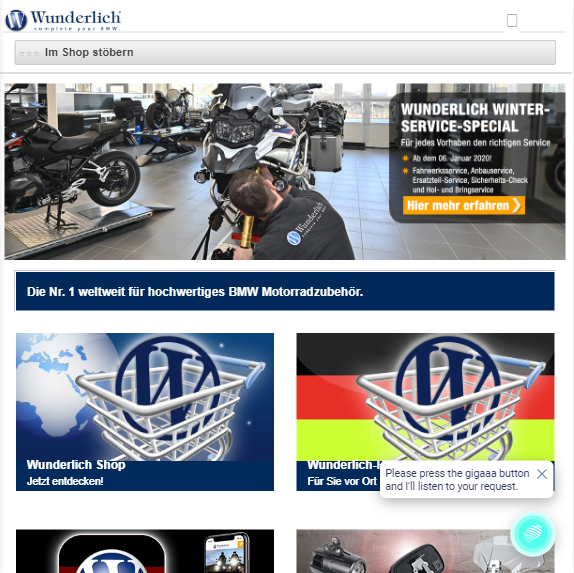 Wunderlich
complete your BMW.
Im Shop stöbern
WUNDERLICH WINTER-
SERVICE-SPECIAL
Für jedes Vorhaben den richtigen Service
Ab dem 06. Januar 2020!
Fahrwerksservice, Anbauservice,
Ersatzteil-Service, Sicherheits-Check
und Hol- und Bringservice
Hier mehr erfahren
Wunderlich
Die Nr. 1 weltweit für hochwertiges BMW Motorradzubehör.
Wunderlich Shop
Jetzt entdecken!
Für Sie vor Ort
Please press the gigaaa button
and I'll listen to your request.